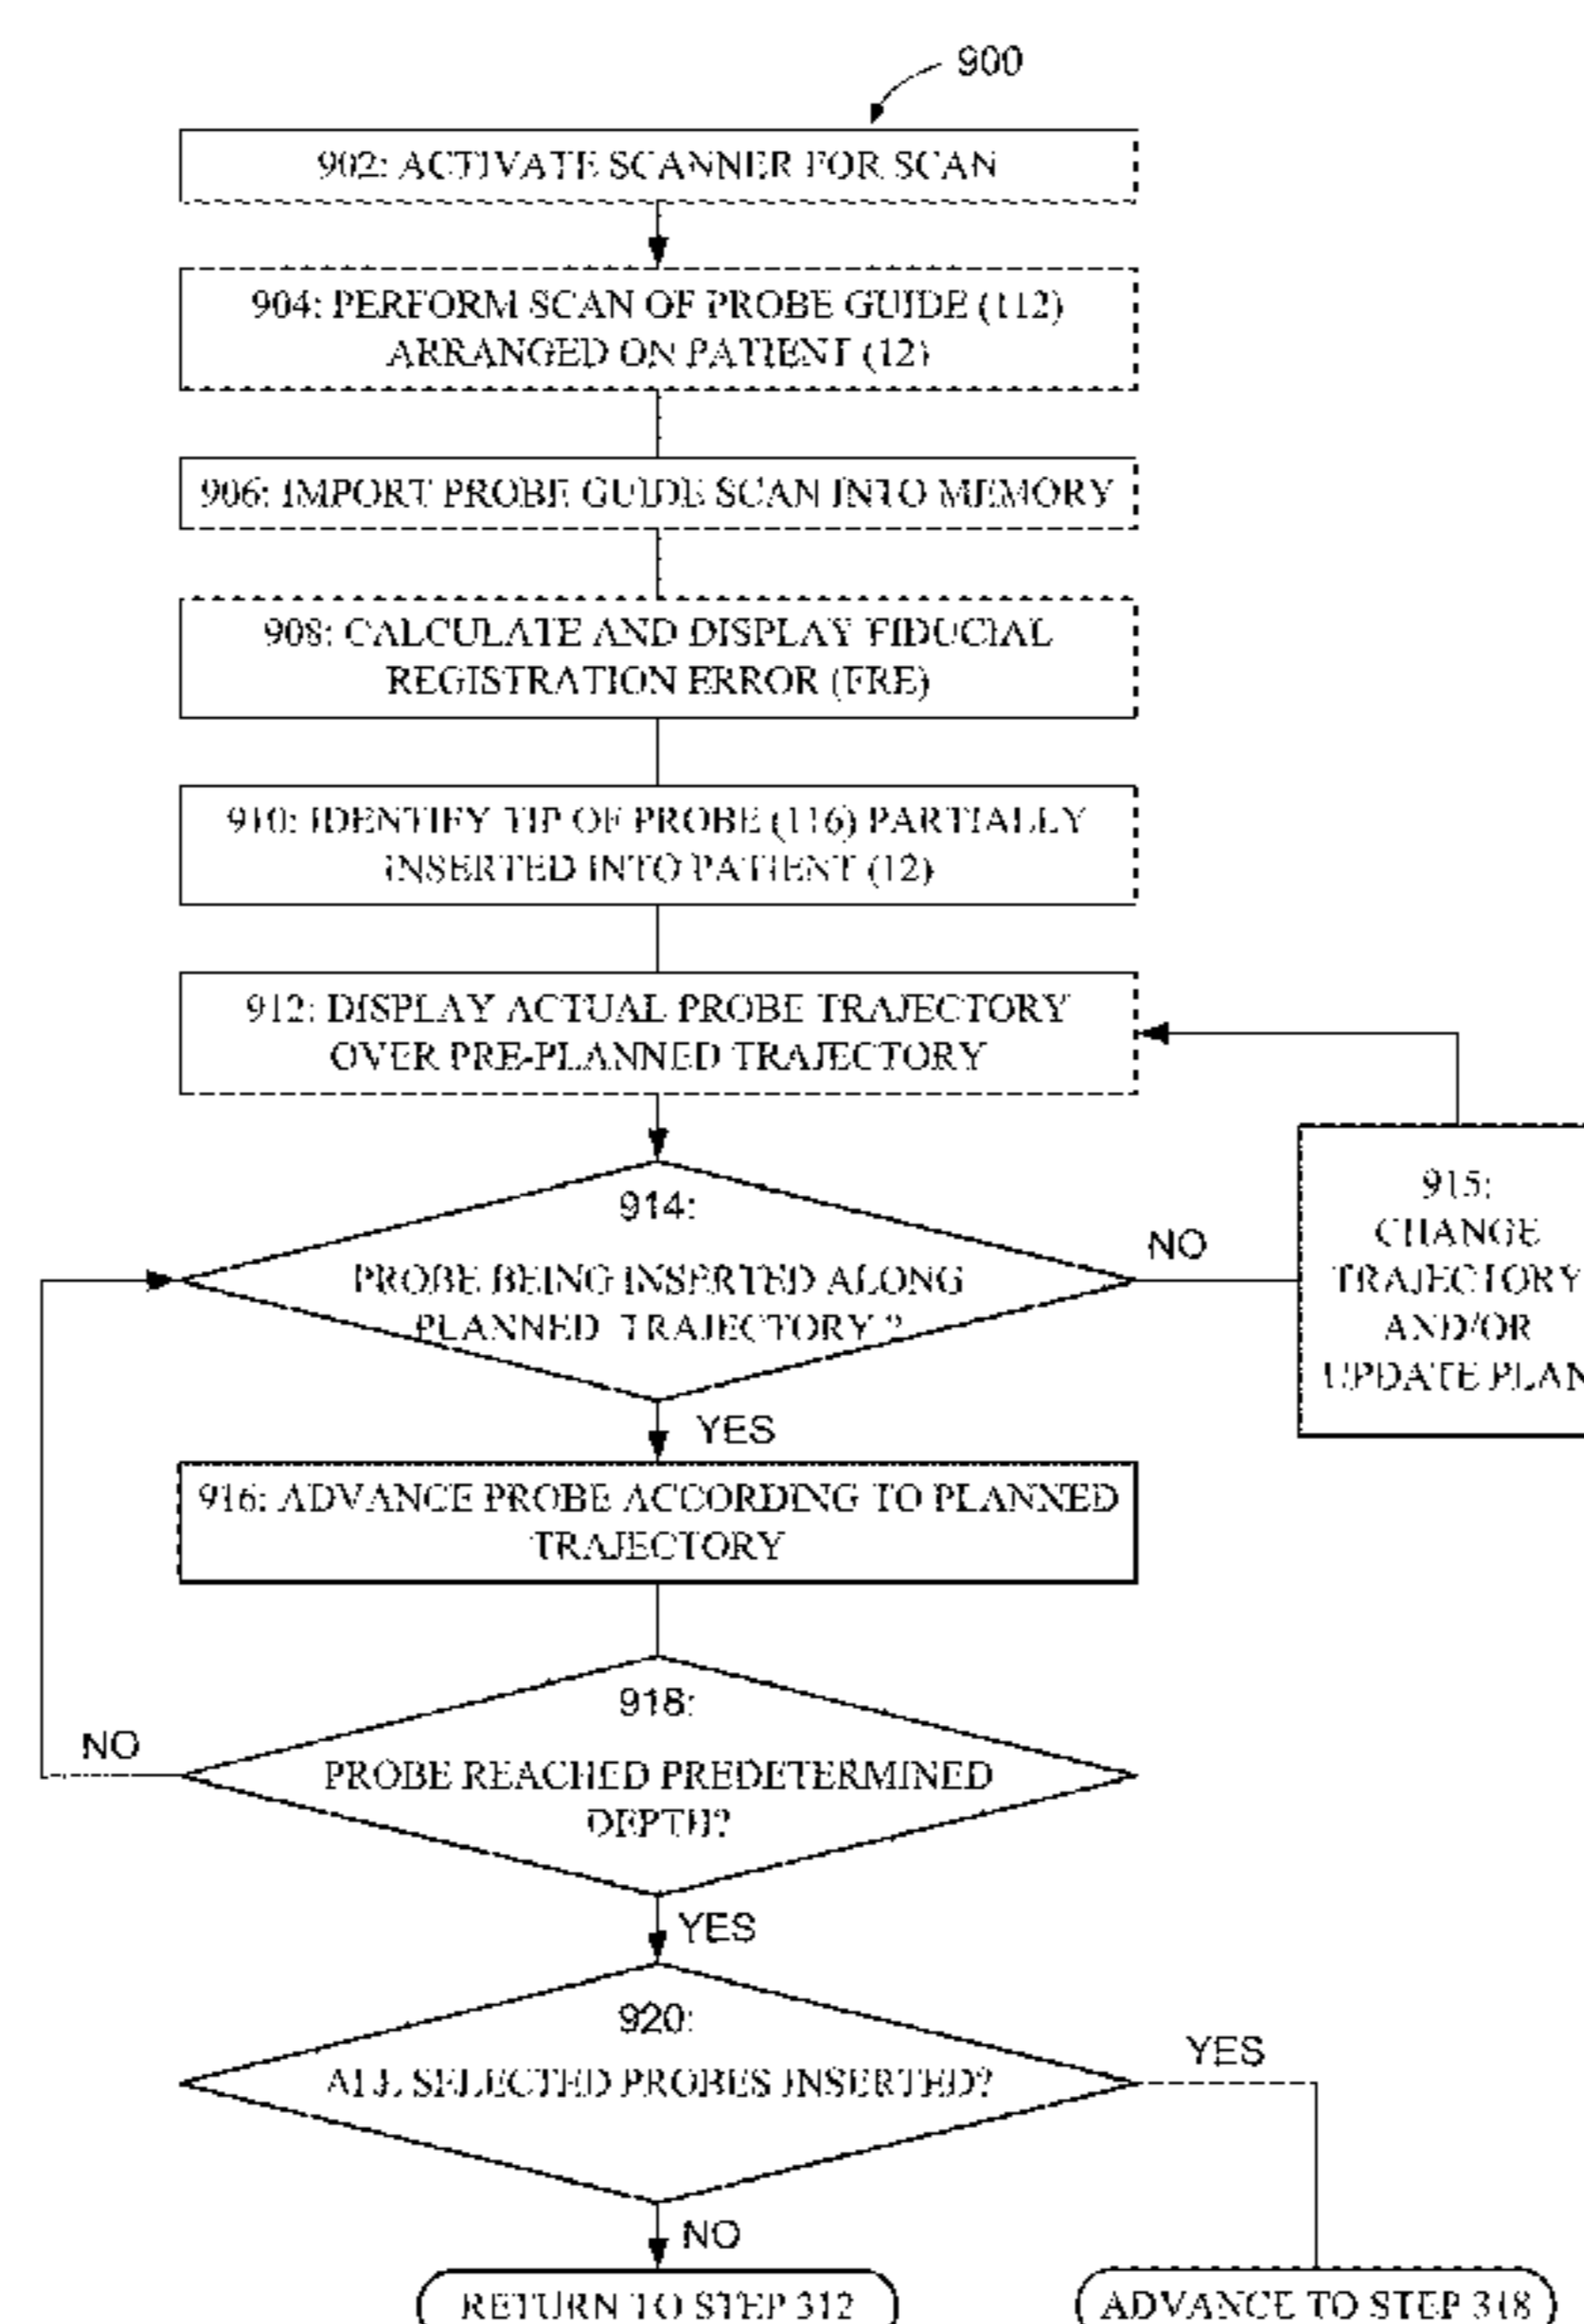 900
902: ACTIVATE SCANNER FOR SCAN
904: PERFORM SCAN OF PROBE GUIDE (112)
ARRANGED ON PATIENT (12)
906: IMPORT PROBE GUIDE SCAN INTO MEMORY
908: CALCULATE AND DISPLAY FIDUCIAL
REGISTRATION ERROR (FRE)
910: IDENTIFY TIP OF PROBE (116) PARTIALLY
INSERTED INTO PATIENT (12)
912: DISPLAY ACTUAL PROBE TRAJECTORY
OVER PRE-PLANNED TRAJECTORY
914:
PROBE BEING INSERTED ALONG
PLANNED TRAJECTORY ?
NO
915:
CHANGE
TRAJECTORY
AND/OR
UPDATE PLAN
YES
916: ADVANCE PROBE ACCORDING TO PLANNED
TRAJECTORY
918:
PROBE REACHED PREDETERMINED
DEPTH?
NO
YES
920:
ALL SELECTED PROBES INSERTED?
YES
NO
RETURN TO STEP 312
ADVANCE TO STEP 318